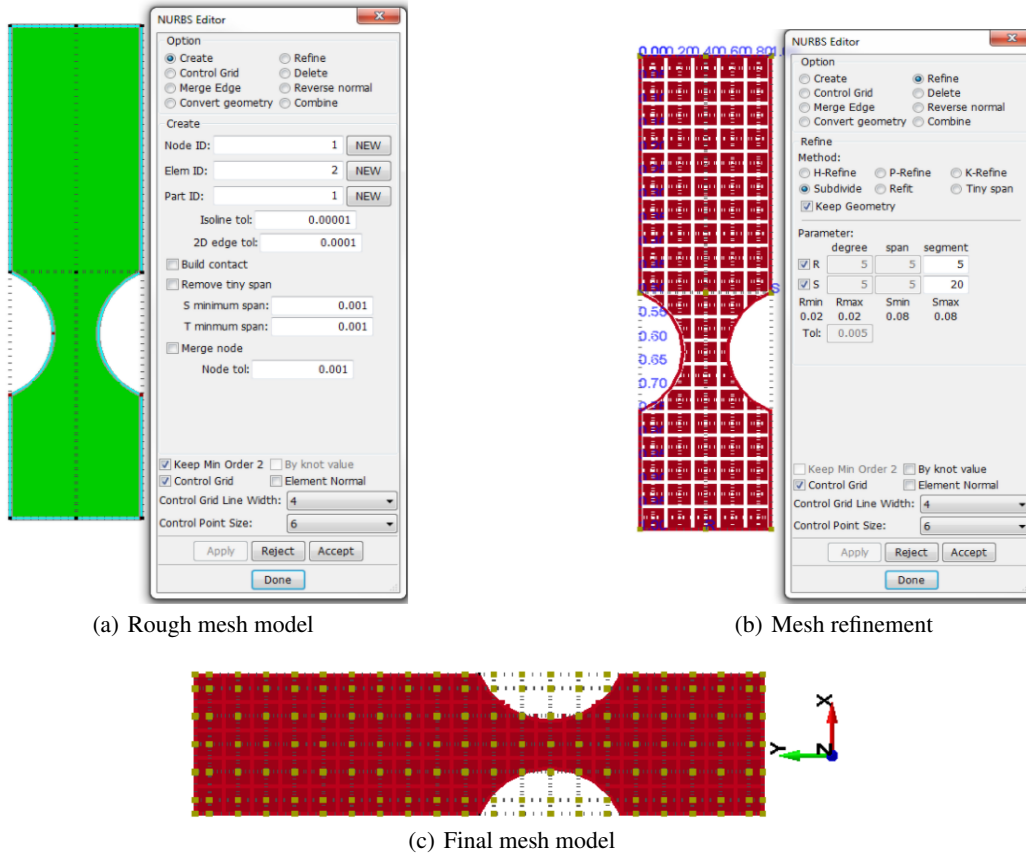 NURBS Editor
Option
Create Refine
Control Grid Delete
Merge Edge Reverse normal
Convert geometry Combine
Create
Node ID: 1 NEW
Elem ID: 2 NEW
Part ID: 1 NEW
Isoline tol: 0.00001
2D edge tol: 0.0001
Build contact
Remove tiny span
S minimum span: 0.001
T minmum span: 0.001
Merge node
Node tol: 0.001
Keep Min Order 2 By knot value
Control Grid Element Normal
Control Grid Line Width: 4
Control Point Size: 6
Apply Reject Accept
Done
(a) Rough mesh model
0.55
0.60
0.65
0.70
S
NURBS Editor
Option
Create Refine
Control Grid Delete
Merge Edge Reverse normal
Convert geometry Combine
Refine
Method:
H-Refine P-Refine K-Refine
Subdivide Refit Tiny span
Keep Geometry
Parameter:
degree span segment
R 5 5 5
S 5 5 20
Rmin Rmax Smin Smax
0.02 0.02 0.08 0.08
Tol: 0.005
Keep Min Order 2 By knot value
Control Grid Element Normal
Control Grid Line Width: 4
Control Point Size: 6
Apply Reject Accept
Done
(b) Mesh refinement
X
Y
Z
(c) Final mesh model